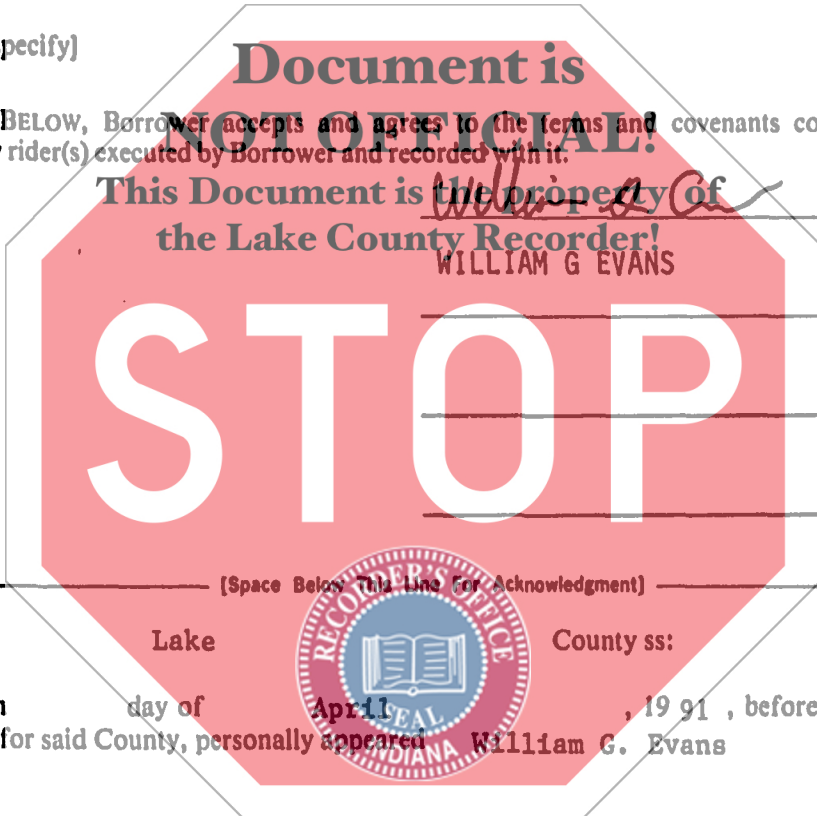 pecify]
Document is
BELOW, Borrower accepts and agrees to the terms and covenants co
NOT OFFICIAL!
rider(s) executed by Borrower and recorded with it.
This Document is the property of
the Lake County Recorder!
WILLIAM G EVANS
STOP
[Space Below This Line For Acknowledgment]
RECORDER'S OFFICE
Lake County ss:
day of April , 19 91 , before
SEAL
for said County, personally appeared William G. Evans
INDIANA